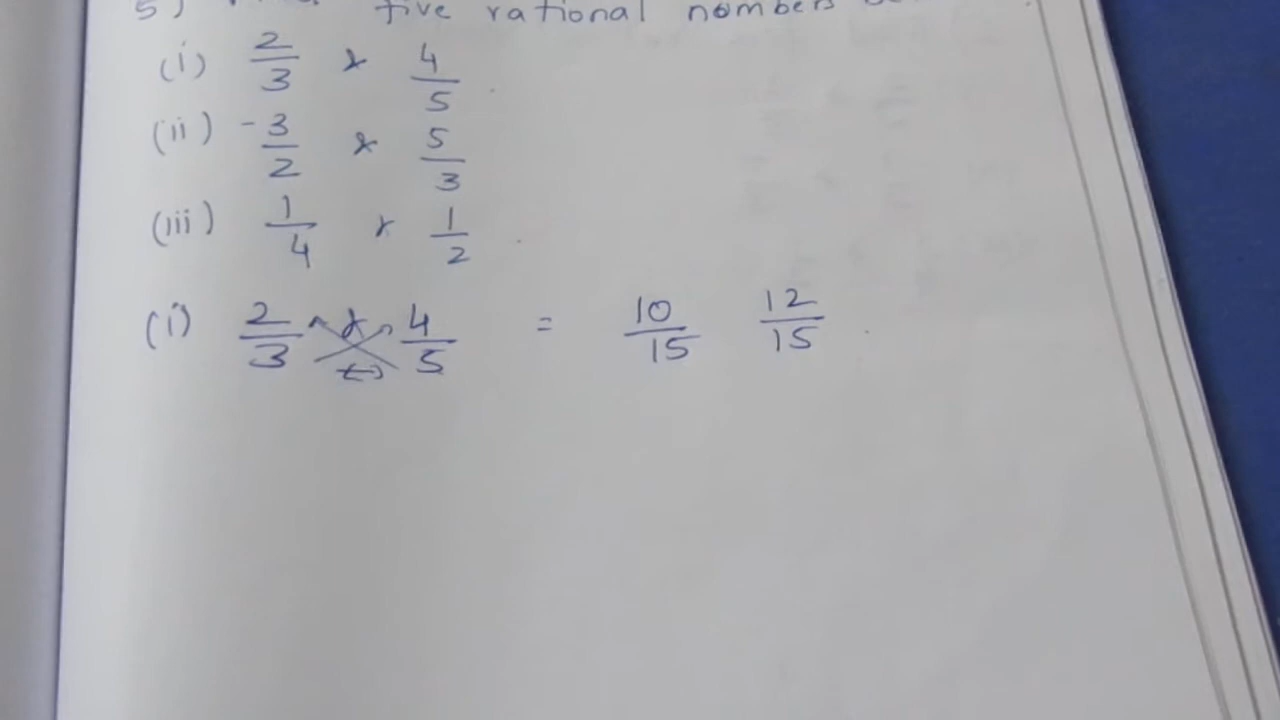 5) five rational numbers
(i) 2/3 & 4/5
(ii) -3/2 & 5/3
(iii) 1/4 & 1/2
(i) 2/3 & 4/5 = 10/15 12/15